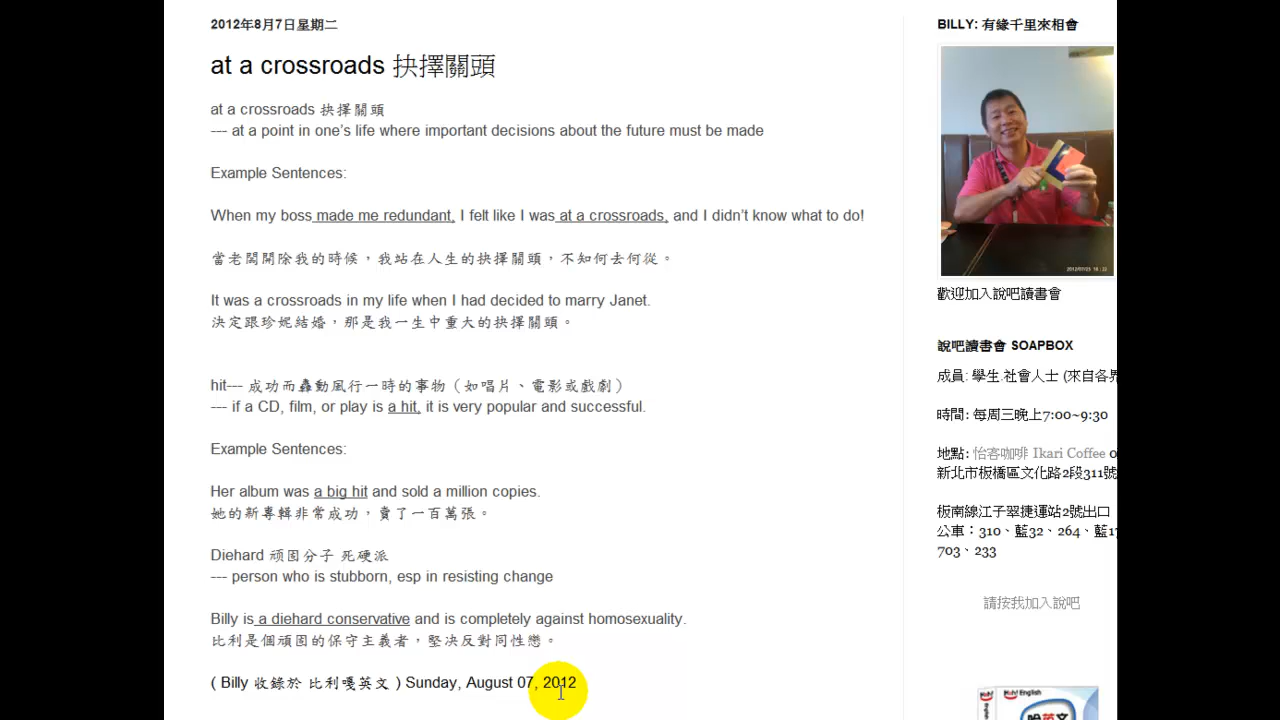 2012年8月7日星期二
at a crossroads 抉擇關頭
at a crossroads 抉擇關頭
--- at a point in one's life where important decisions about the future must be made
Example Sentences:
When my boss made me redundant, I felt like I was at a crossroads, and I didn't know what to do!
當老闆開除我的時候，我站在人生的抉擇關頭，不知何去何從。
It was a crossroads in my life when I had decided to marry Janet.
決定跟珍妮結婚，那是我一生中重大的抉擇關頭。
hit--- 成功而轟動風行一時的事物（如唱片、電影或戲劇）
--- if a CD, film, or play is a hit, it is very popular and successful.
Example Sentences:
Her album was a big hit and sold a million copies.
她的新專輯非常成功，賣了一百萬張。
Diehard 頑固分子 死硬派
--- person who is stubborn, esp in resisting change
Billy is a diehard conservative and is completely against homosexuality.
比利是個頑固的保守主義者，堅決反對同性戀。
( Billy 收錄於 比利嘎英文 ) Sunday, August 07, 2012
BILLY: 有緣千里來相會
2012/07/25
歡迎加入說吧讀書會
說吧讀書會 SOAPBOX
成員: 學生.社會人士 (來自各界
時間: 每周三晚上7:00~9:30
地點: 怡客咖啡 Ikari Coffee 0
新北市板橋區文化路2段311號
板南線江子翠捷運站2號出口
公車：310、藍32、264、藍1
703、233
請按我加入說吧
Hoh! English
哈英文